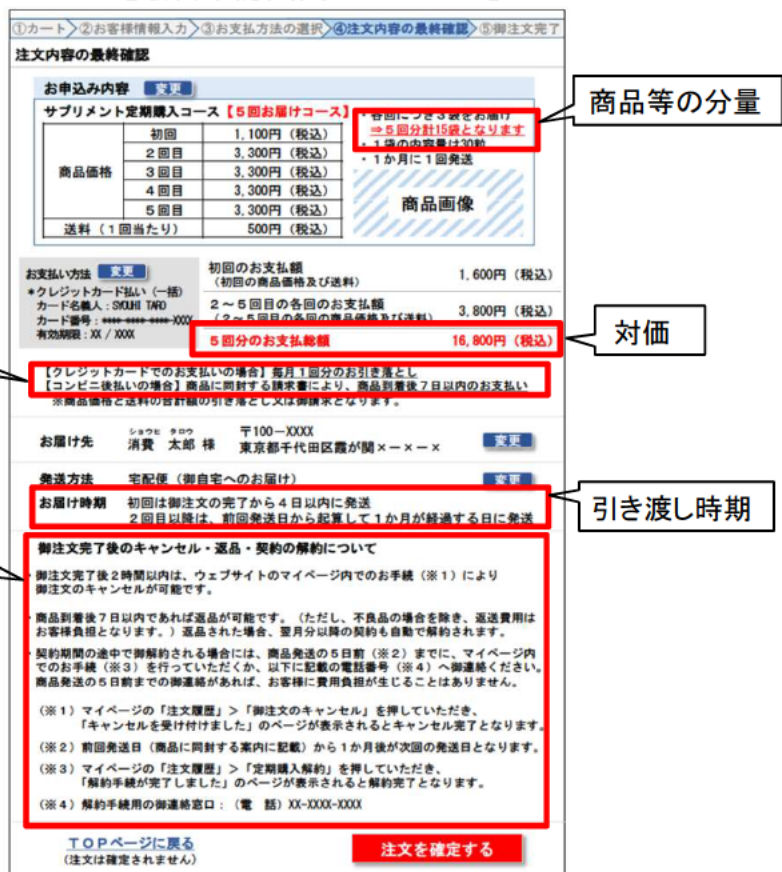 ①カート
②お客様情報入力
③お支払方法の選択
④注文内容の最終確認
⑤御注文完了
注文内容の最終確認
お申込み内容 変更
サプリメント定期購入コース【5回お届けコース】
・各回につき3袋をお届け
⇒5回分計15袋となります
・1袋の内容量は30粒
・1か月に1回発送
商品画像
商品価格
初回 1,100円(税込)
2回目 3,300円(税込)
3回目 3,300円(税込)
4回目 3,300円(税込)
5回目 3,300円(税込)
送料(1回当たり) 500円(税込)
商品等の分量
お支払い方法 変更
*クレジットカード払い(一括)
カード名義人:SYOUHI TARO
カード番号:****-****-****-XXXX
有効期限:XX / XXXX
初回のお支払額
(初回の商品価格及び送料)
1,600円(税込)
2~5回目の各回のお支払額
(2~5回目の各回の商品価格及び送料)
3,800円(税込)
5回分のお支払総額 16,800円(税込)
対価
【クレジットカードでのお支払いの場合】毎月1回分のお引き落とし
【コンビニ後払いの場合】商品に同封する請求書により、商品到着後7日以内のお支払い
※商品価格と送料の合計額の引き落とし又は御請求となります。
お届け先
ショウヒ タロウ
消費 太郎 様
〒100-XXXX
東京都千代田区霞が関×-×-×
変更
発送方法 宅配便(御自宅へのお届け) 変更
お届け時期 初回は御注文の完了から4日以内に発送
2回目以降は、前回発送日から起算して1か月が経過する日に発送
引き渡し時期
御注文完了後のキャンセル・返品・契約の解約について
・御注文完了後2時間以内は、ウェブサイトのマイページ内でのお手続(※1)により
御注文のキャンセルが可能です。
・商品到着後7日以内であれば返品が可能です。(ただし、不良品の場合を除き、返送費用は
お客様負担となります。)返品された場合、翌月分以降の契約も自動で解約されます。
・契約期間の途中で御解約される場合には、商品発送の5日前(※2)までに、マイページ内
でのお手続(※3)を行っていただくか、以下に記載の電話番号(※4)へ御連絡ください。
商品発送の5日前までの御連絡があれば、お客様に費用負担が生じることはありません。
(※1)マイページの「注文履歴」>「御注文のキャンセル」を押していただき、
「キャンセルを受け付けました」のページが表示されるとキャンセル完了となります。
(※2)前回発送日(商品に同封する案内に記載)から1か月後が次回の発送日となります。
(※3)マイページの「注文履歴」>「定期購入解約」を押していただき、
「解約手続が完了しました」のページが表示されると解約完了となります。
(※4)解約手続用の御連絡窓口:(電 話)XX-XXXX-XXXX
TOPページに戻る
(注文は確定されません)
注文を確定する